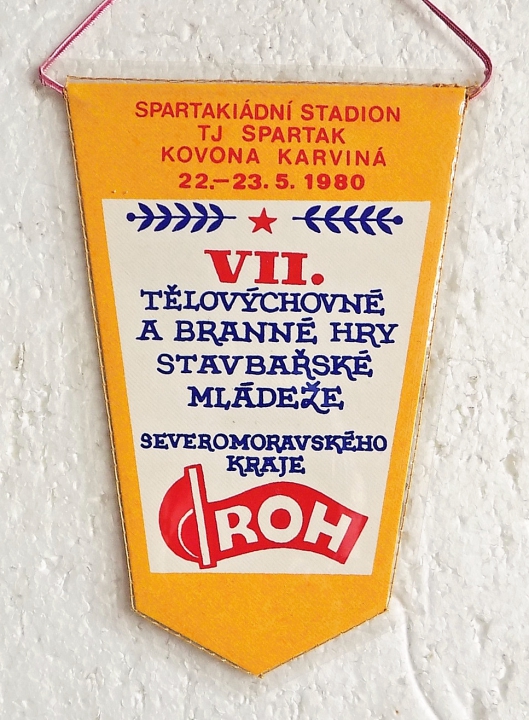 SPARTAKIÁDNÍ STADION
TJ SPARTAK
KOVONA KARVINÁ
22.–23. 5. 1980
VII.
TĚLOVÝCHOVNÉ
A BRANNÉ HRY
STAVBAŘSKÉ
MLÁDEŽE
SEVEROMORAVSKÉHO
KRAJE
ROH